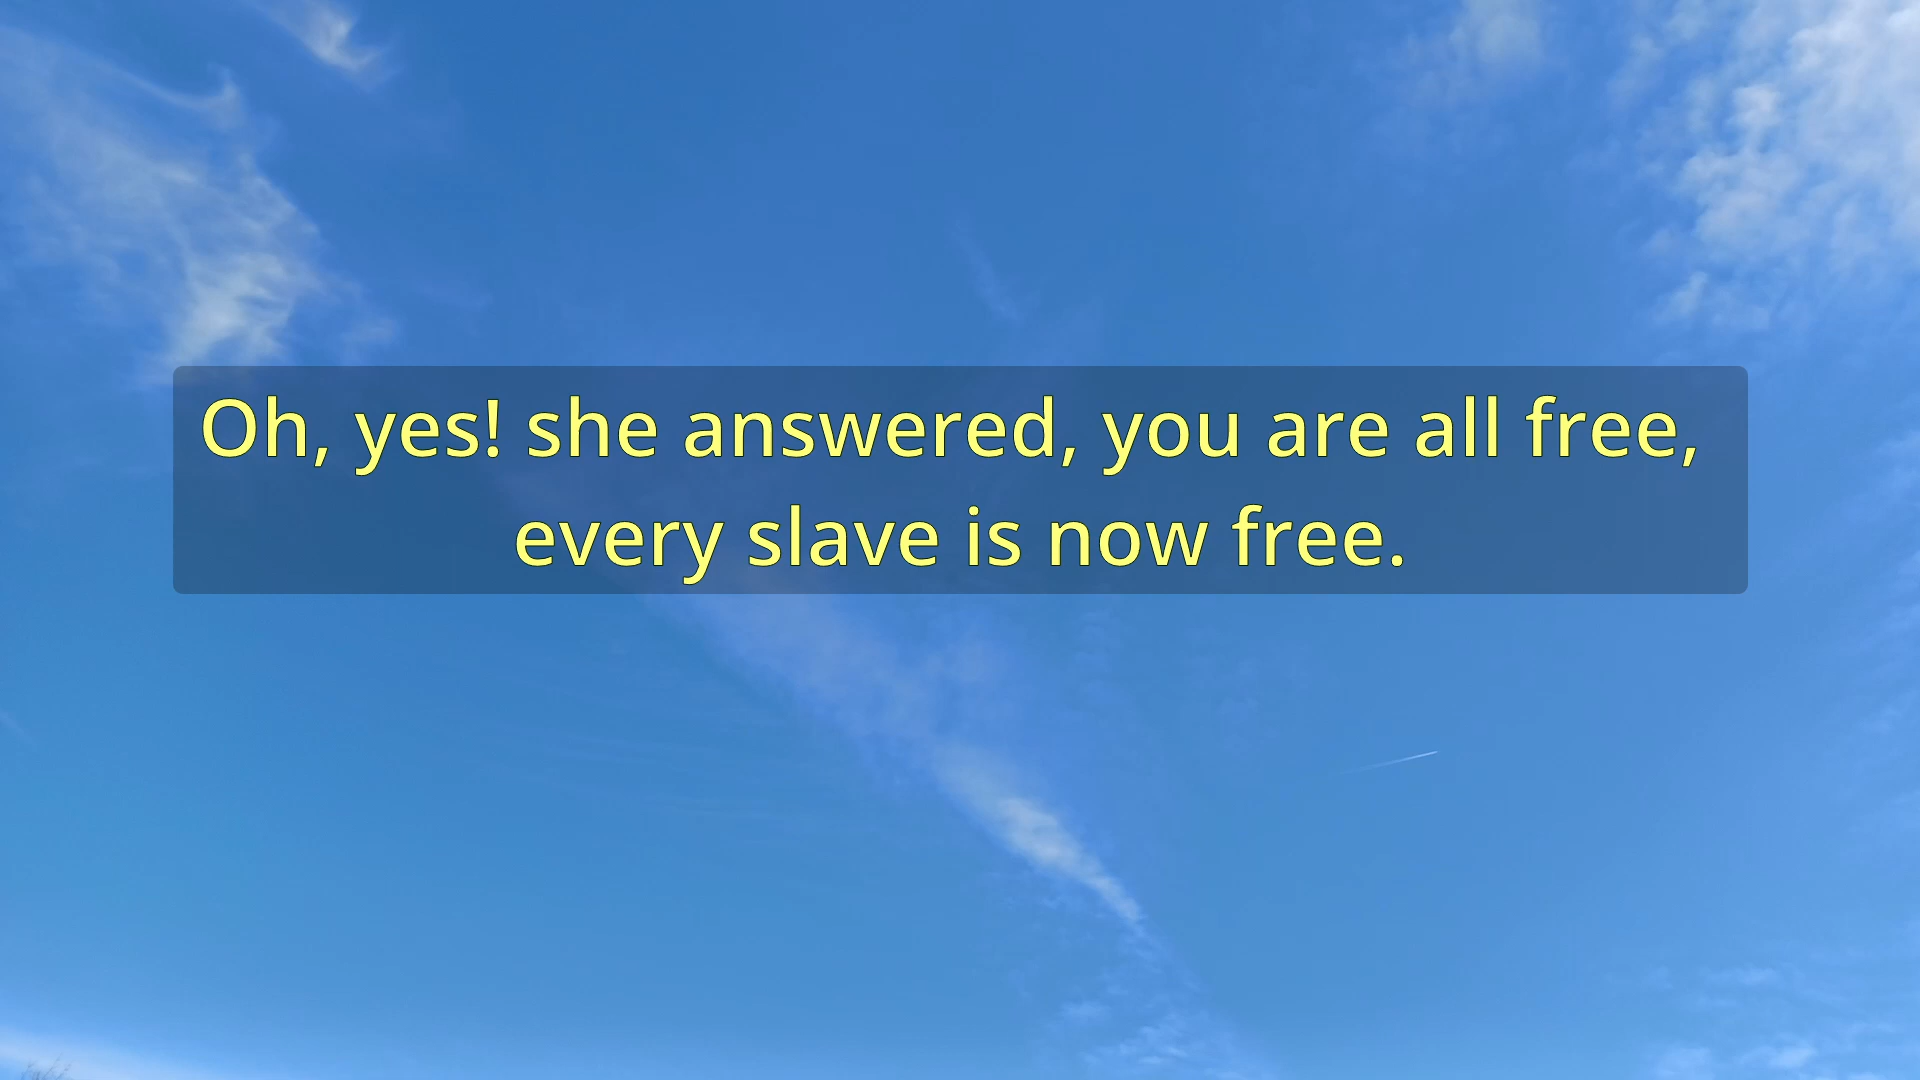 Oh, yes! she answered, you are all free,
every slave is now free.